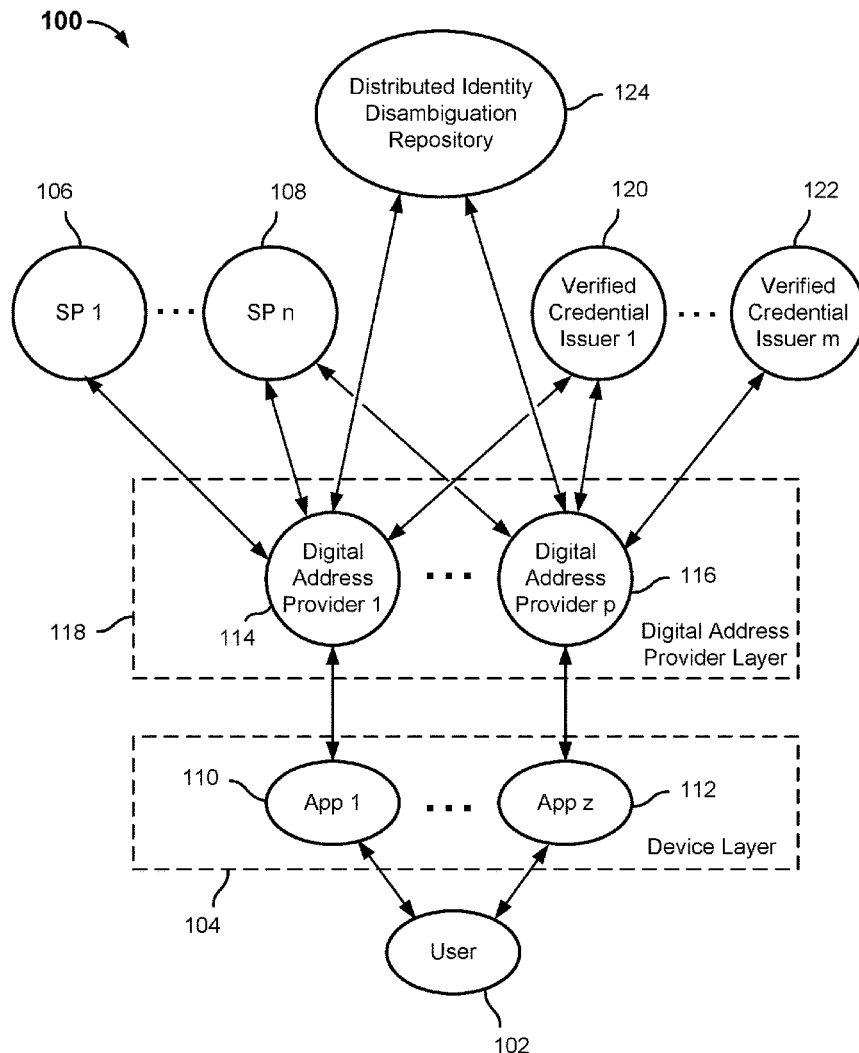 100
Distributed Identity
Disambiguation
Repository
124
106
108
120
122
SP 1
...
SP n
Verified
Credential
Issuer 1
...
Verified
Credential
Issuer m
Digital
Address
Provider 1
...
Digital
Address
Provider p
118
114
116
Digital Address
Provider Layer
110
App 1
...
App z
112
Device Layer
104
User
102